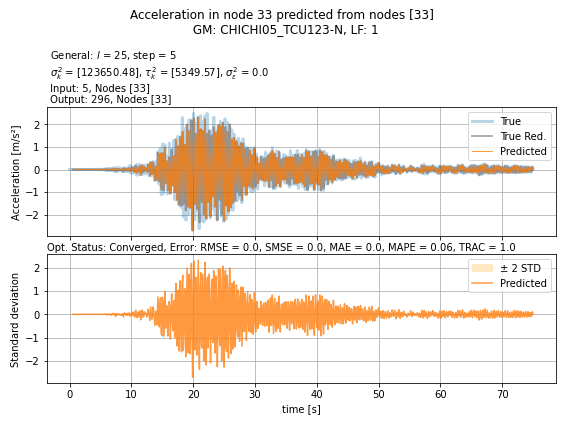 Acceleration in node 33 predicted from nodes [33]
GM: CHICHI05_TCU123-N, LF: 1
General: l = 25, step = 5
σ²ₖ = [123650.48], τ²ₖ = [5349.57], σ²ε = 0.0
Input: 5, Nodes [33]
Output: 296, Nodes [33]
Acceleration [m/s²]
2
1
0
−1
−2
True
True Red.
Predicted
Opt. Status: Converged, Error: RMSE = 0.0, SMSE = 0.0, MAE = 0.0, MAPE = 0.06, TRAC = 1.0
Standard deviation
2
1
0
−1
−2
± 2 STD
Predicted
0 10 20 30 40 50 60 70
time [s]